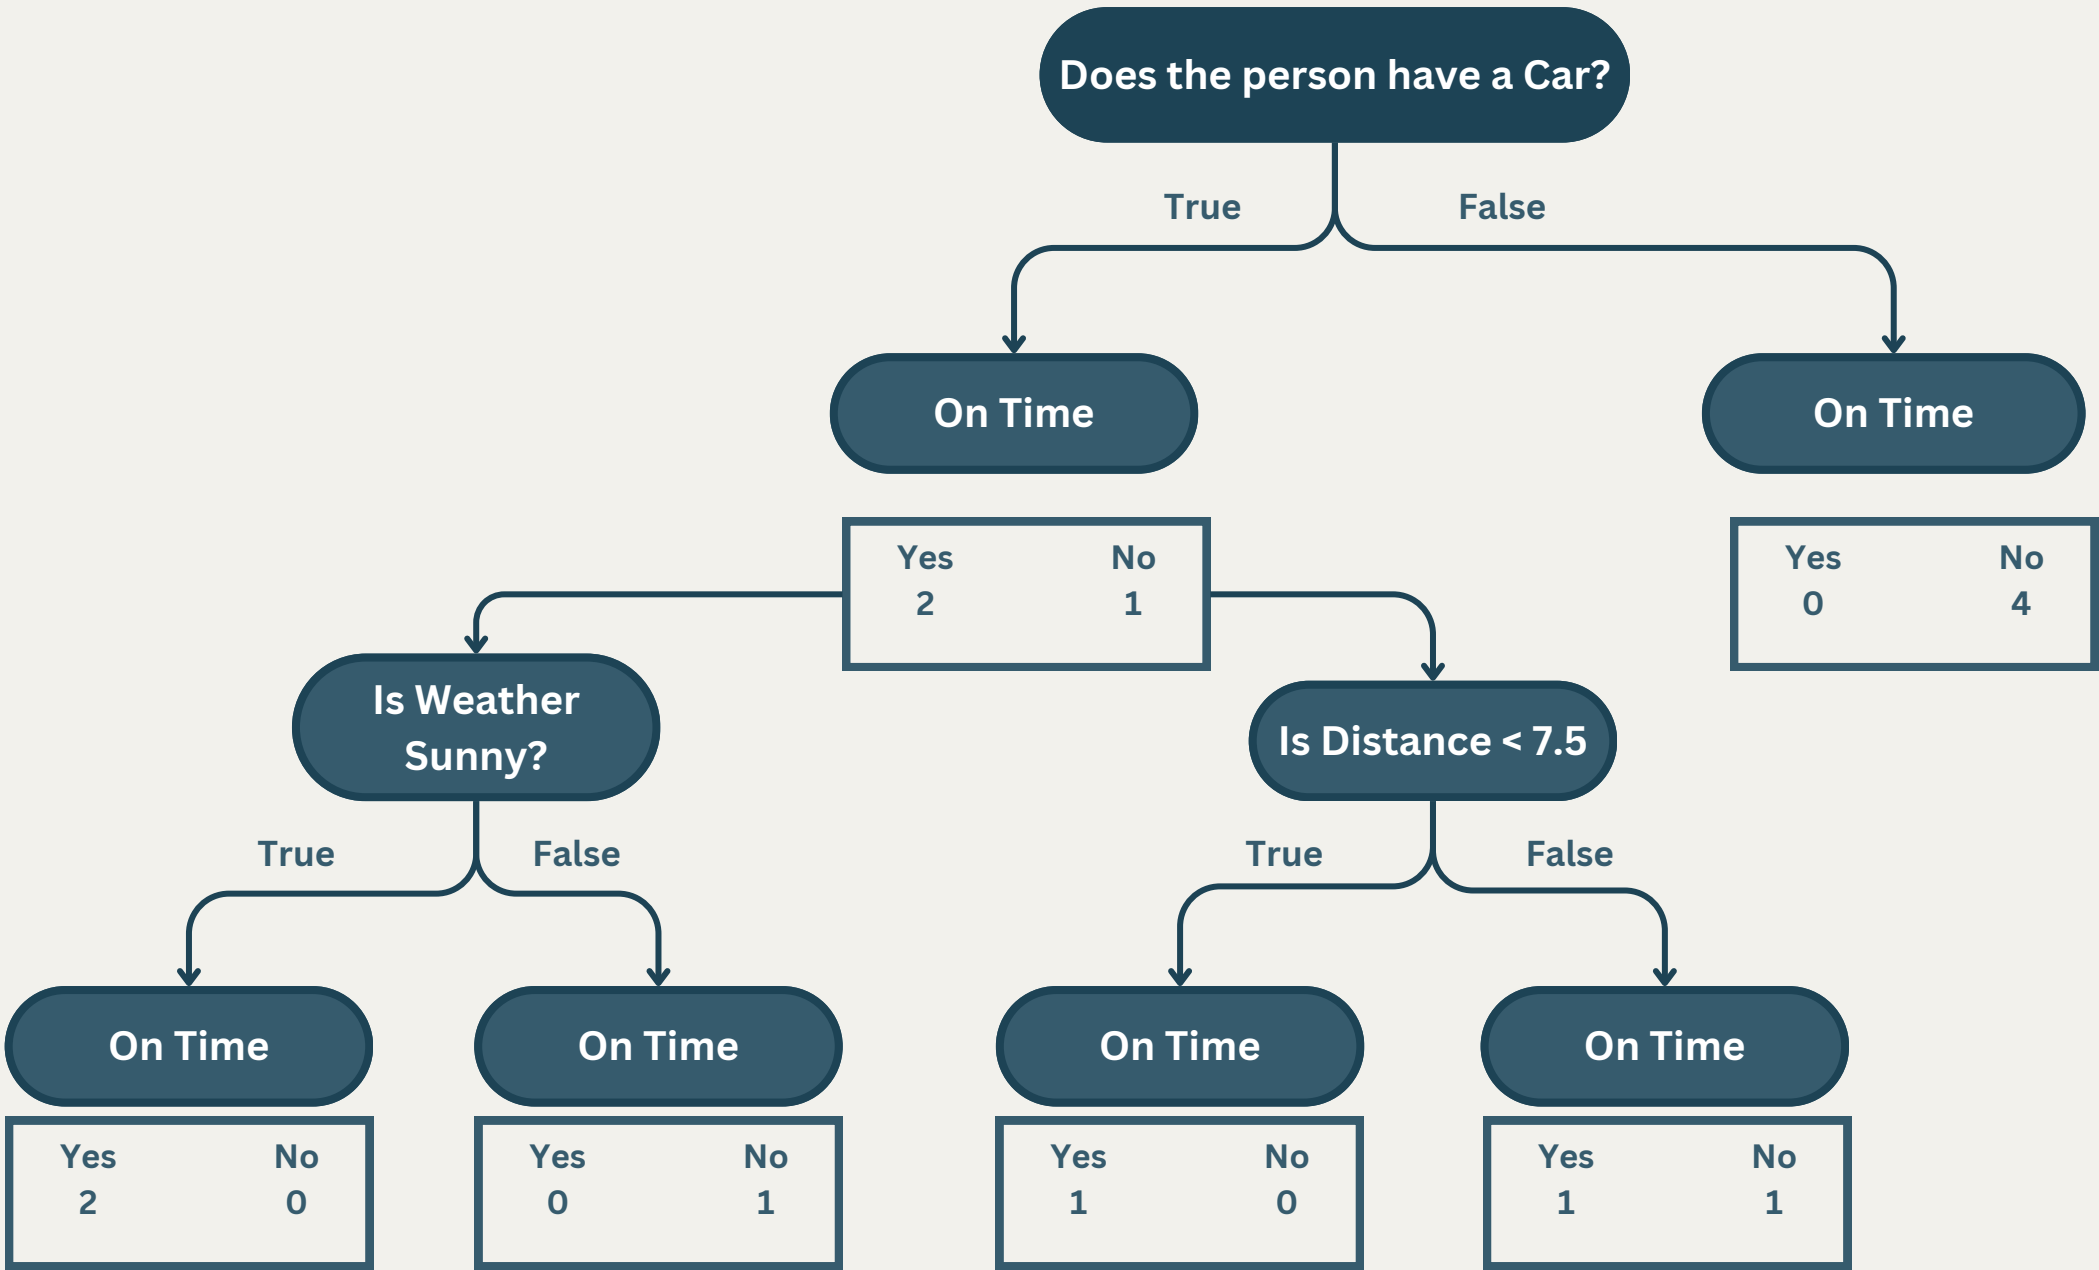 Does the person have a Car?
True
False
On Time
On Time
Yes No
2 1
Yes No
0 4
Is Weather
Sunny?
Is Distance < 7.5
True
False
True
False
On Time
On Time
On Time
On Time
Yes No
2 0
Yes No
0 1
Yes No
1 0
Yes No
1 1